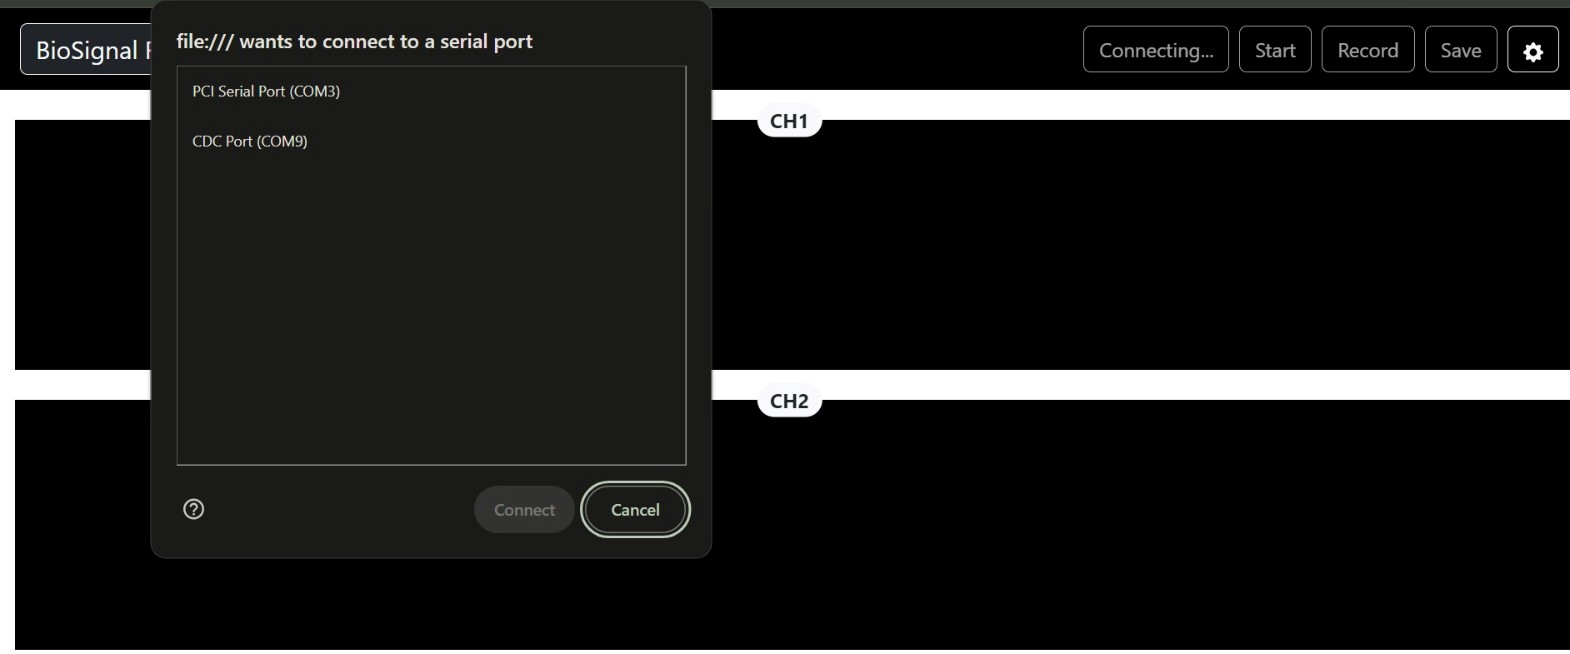 BioSignal
file:/// wants to connect to a serial port
Connecting...
Start
Record
Save
PCI Serial Port (COM3)
CDC Port (COM9)
CH1
CH2
Connect
Cancel